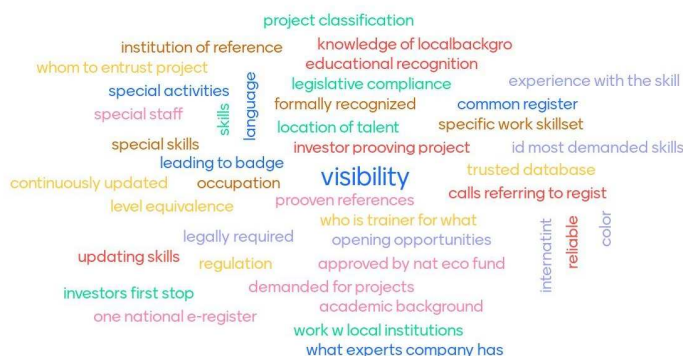 project classification
institution of reference
knowledge of localbackgro
educational recognition
whom to entrust project
legislative compliance
experience with the skill
special activities
language
skills
formally recognized
common register
special staff
location of talent
specific work skillset
special skills
investor prooving project
id most demanded skills
leading to badge
visibility
trusted database
continuously updated
occupation
calls referring to regist
prooven references
level equivalence
who is trainer for what
internatint
reliable
color
legally required
opening opportunities
updating skills
regulation
approved by nat eco fund
demanded for projects
investors first stop
academic background
one national e-register
work w local institutions
what experts company has